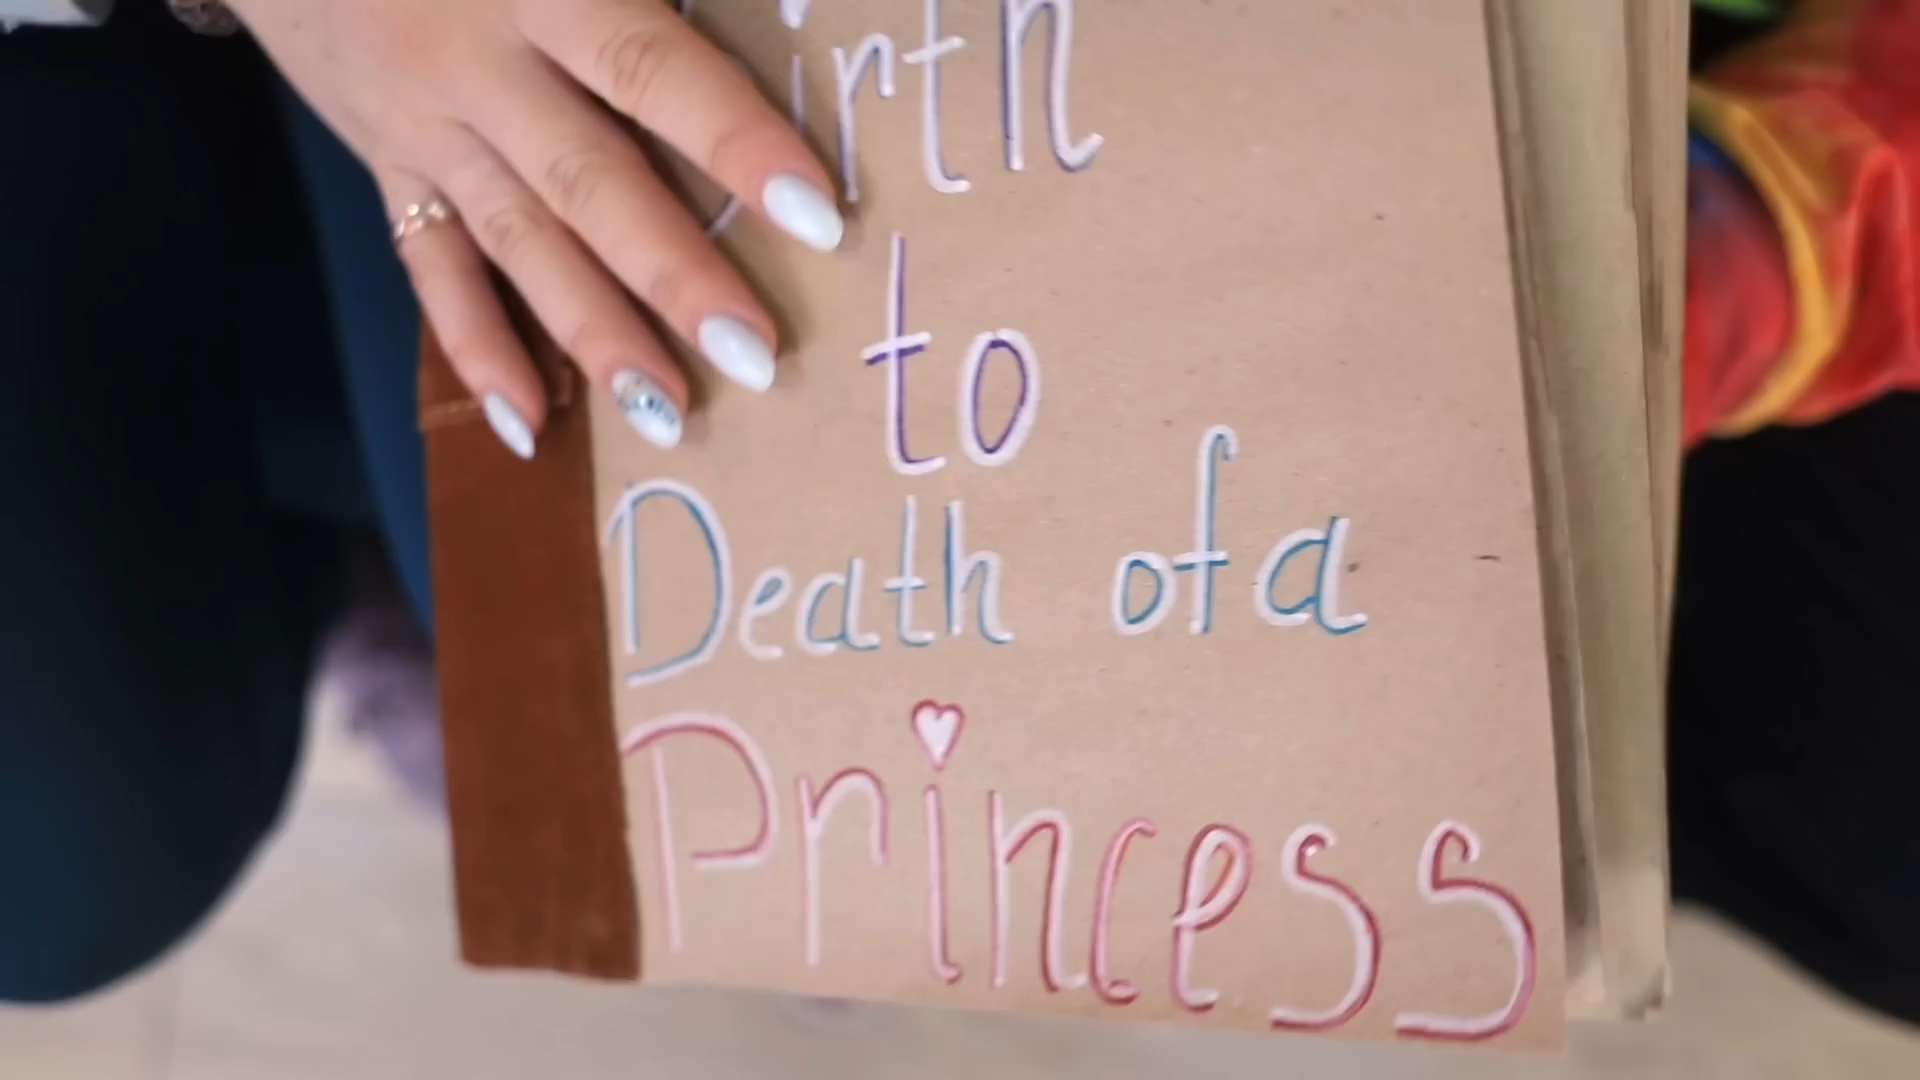 irth
to
Death of a
Princess